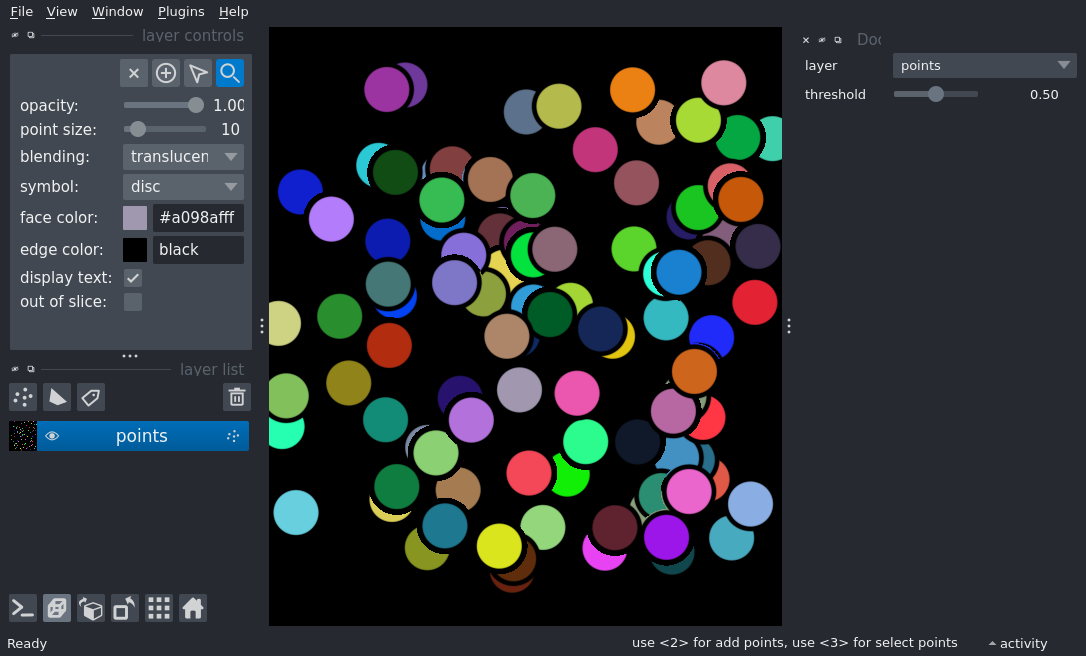 File View Window Plugins Help
layer controls
opacity: 1.00
point size: 10
blending: translucen
symbol: disc
face color: #a098afff
edge color: black
display text:
out of slice:
layer list
points
layer points
threshold 0.50
Ready
use <2> for add points, use <3> for select points
activity